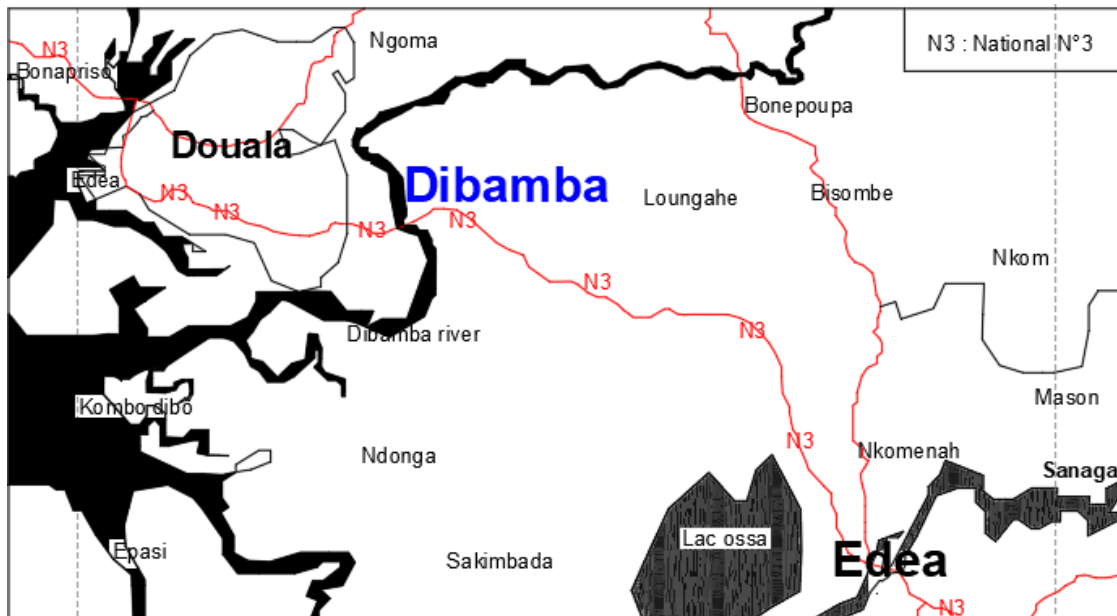 Ngoma
N3 : National N°3
N3
Bonapriso
Bonepoupa
Douala
Edea
N3
Dibamba
Loungahe
Bisombe
N3
N3
N3
Nkom
N3
N3
Dibamba river
Mason
Kombo dibo
N3
Nkomenah
Ndonga
Sanaga
Lac ossa
Epasi
Sakimbada
Edea
N3